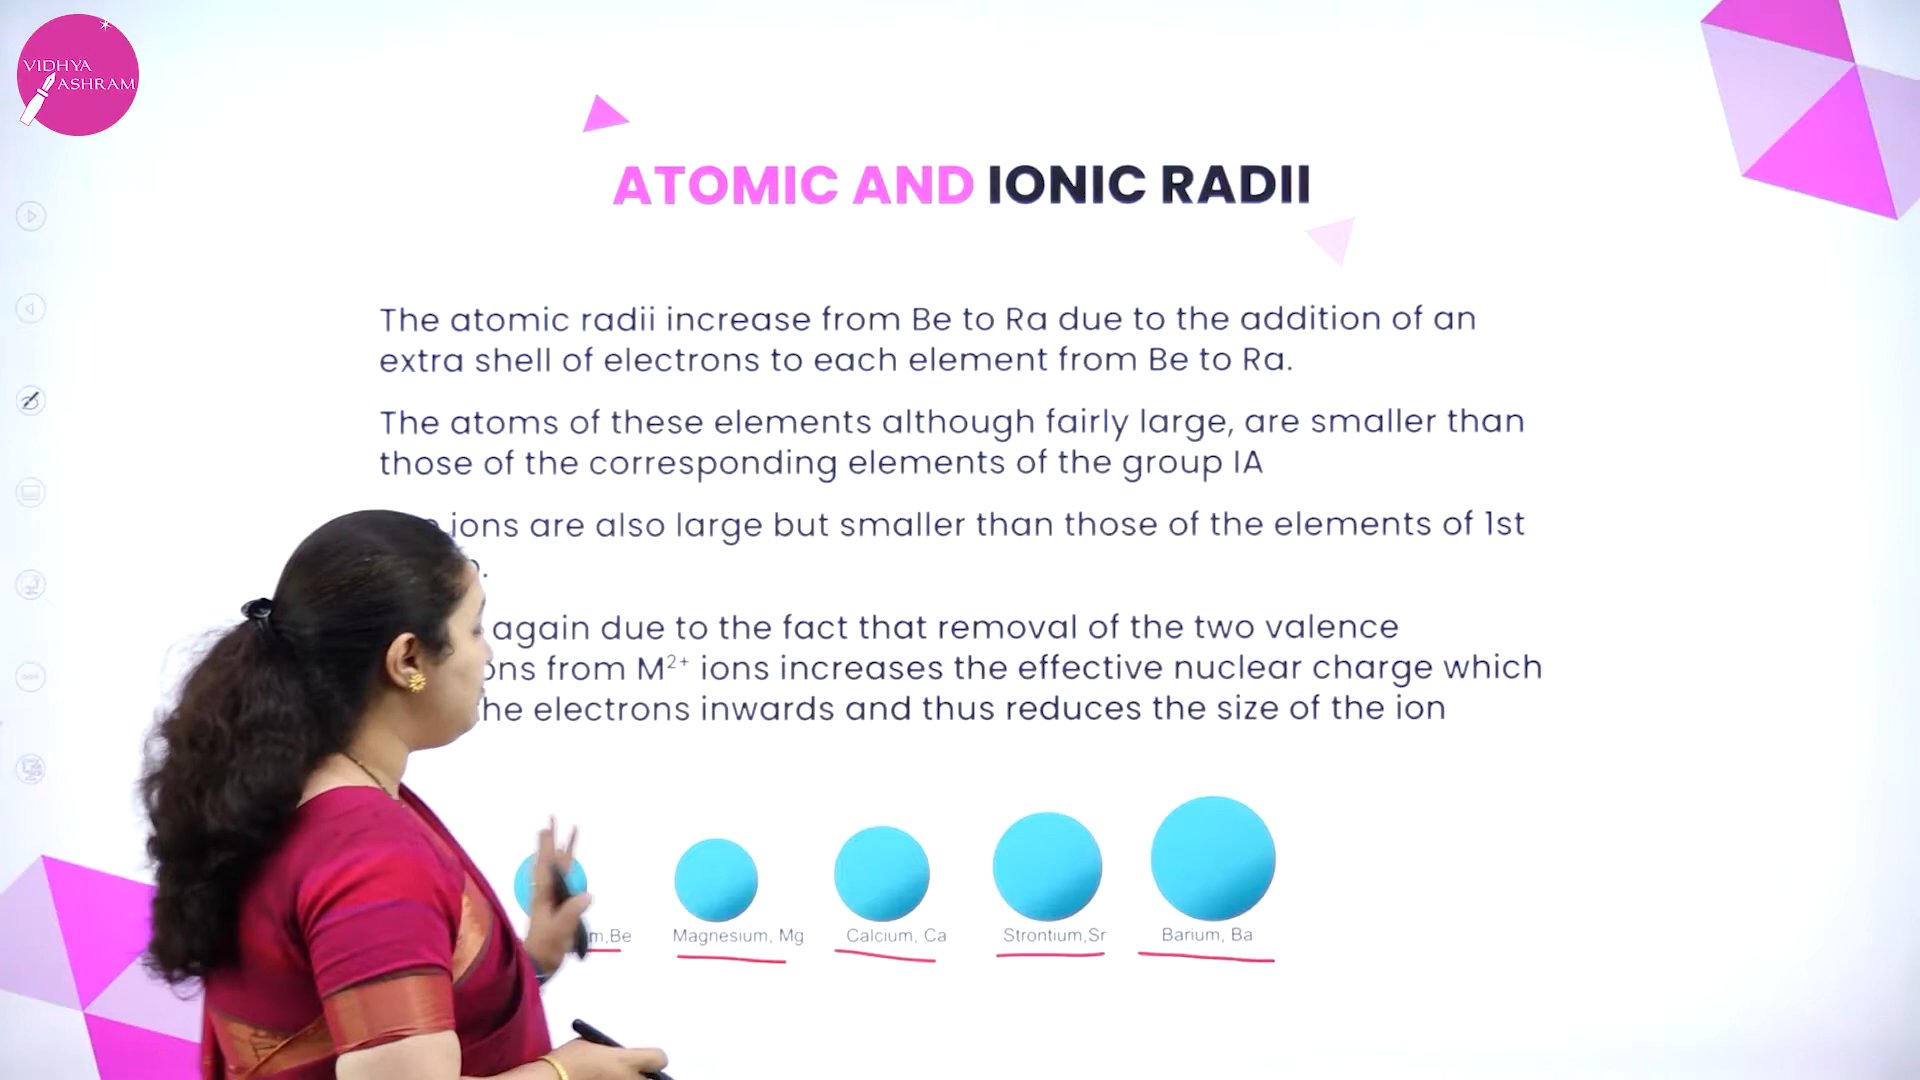 VIDHYA
ASHRAM
ATOMIC AND IONIC RADII
The atomic radii increase from Be to Ra due to the addition of an
extra shell of electrons to each element from Be to Ra.
The atoms of these elements although fairly large, are smaller than
those of the corresponding elements of the group IA
ions are also large but smaller than those of the elements of 1st
again due to the fact that removal of the two valence
from M²⁺ ions increases the effective nuclear charge which
electrons inwards and thus reduces the size of the ion
Be
Magnesium, Mg
Calcium, Ca
Strontium,Sr
Barium, Ba